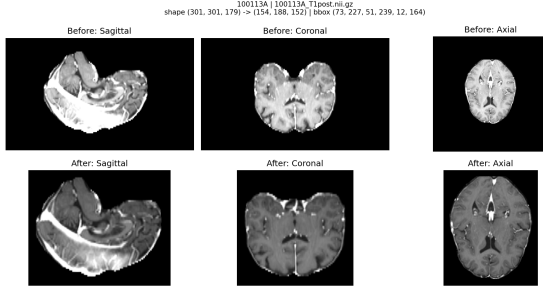 100113A | 100113A_T1post.nii.gz
shape (301, 301, 179) -> (154, 188, 152) | bbox (73, 227, 51, 239, 12, 164)
Before: Sagittal
Before: Coronal
Before: Axial
After: Sagittal
After: Coronal
After: Axial